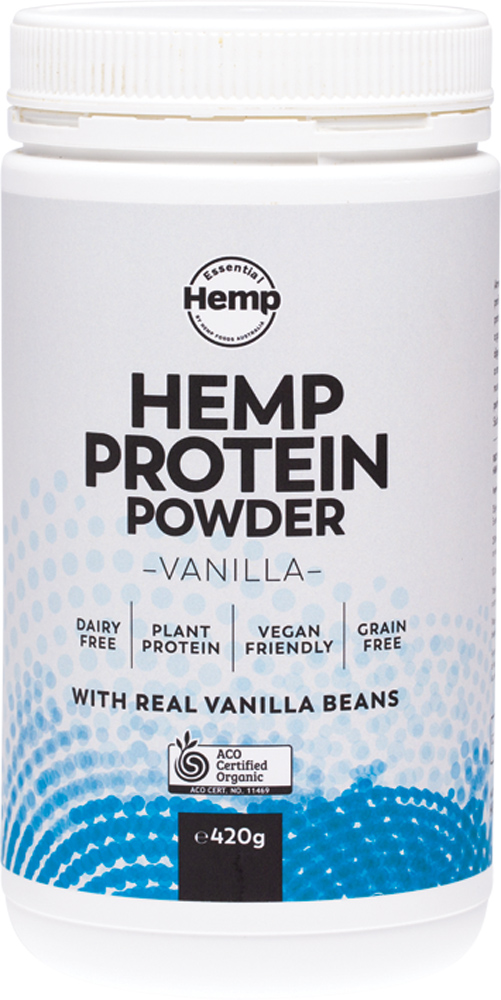 Essential
Hemp
BY HEMP FOODS AUSTRALIA
HEMP
PROTEIN
POWDER
–VANILLA–
DAIRY
FREE
PLANT
PROTEIN
VEGAN
FRIENDLY
GRAIN
FREE
WITH REAL VANILLA BEANS
ACO
Certified
Organic
ACO CERT. NO. 11469
℮420g